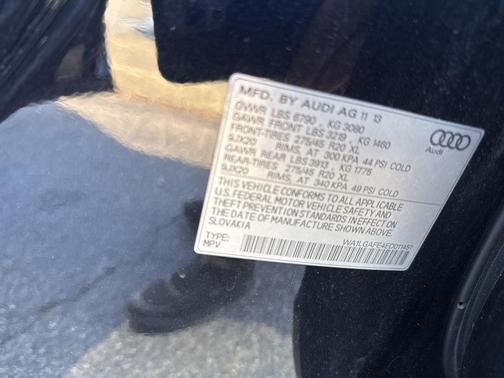 MFD. BY AUDI AG 11 13
GVWR LBS 6790 , KG 3080
GAWR FRONT LBS 3219 , KG 1460
FRONT-TIRES 275/45 R20 XL
9JX20 RIMS, AT 300 KPA 44 PSI COLD
GAWR REAR LBS 3913 , KG 1775
REAR-TIRES 275/45 R20 XL
9JX20 RIMS, AT 340 KPA 49 PSI COLD
THIS VEHICLE CONFORMS TO ALL APPLICABLE
U.S. FEDERAL MOTOR VEHICLE SAFETY AND
THEFT PREVENTION STANDARDS IN EFFECT ON
THE DATE OF MANUFACTURE SHOWN ABOVE.
SLOVAKIA
TYPE:
MPV
Audi